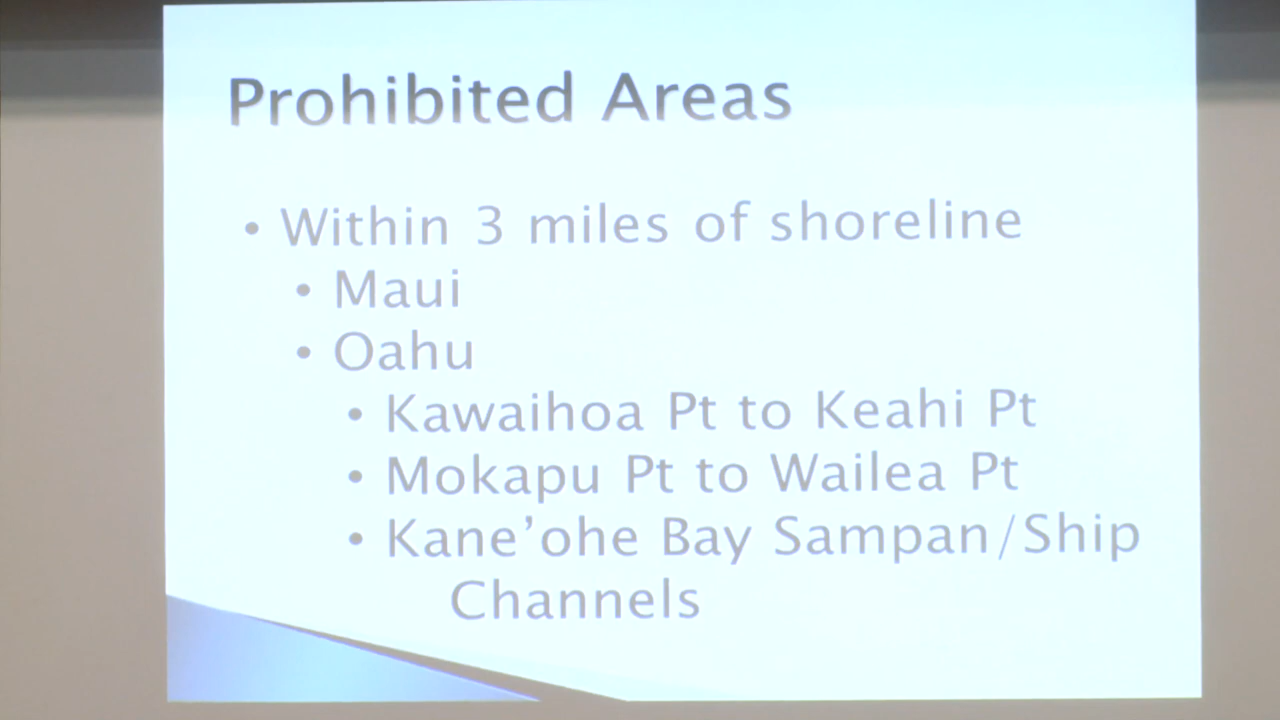 Prohibited Areas
• Within 3 miles of shoreline
• Maui
• Oahu
• Kawaihoa Pt to Keahi Pt
• Mokapu Pt to Wailea Pt
• Kane’ohe Bay Sampan/Ship
Channels